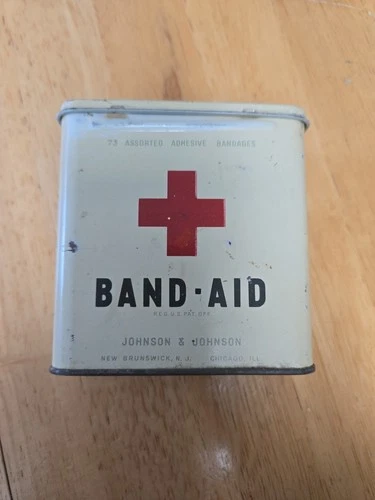 73 ASSORTED ADHESIVE BANDAGES
BAND-AID
REG. U.S. PAT. OFF.
JOHNSON & JOHNSON
NEW BRUNSWICK, N. J. CHICAGO, ILL.